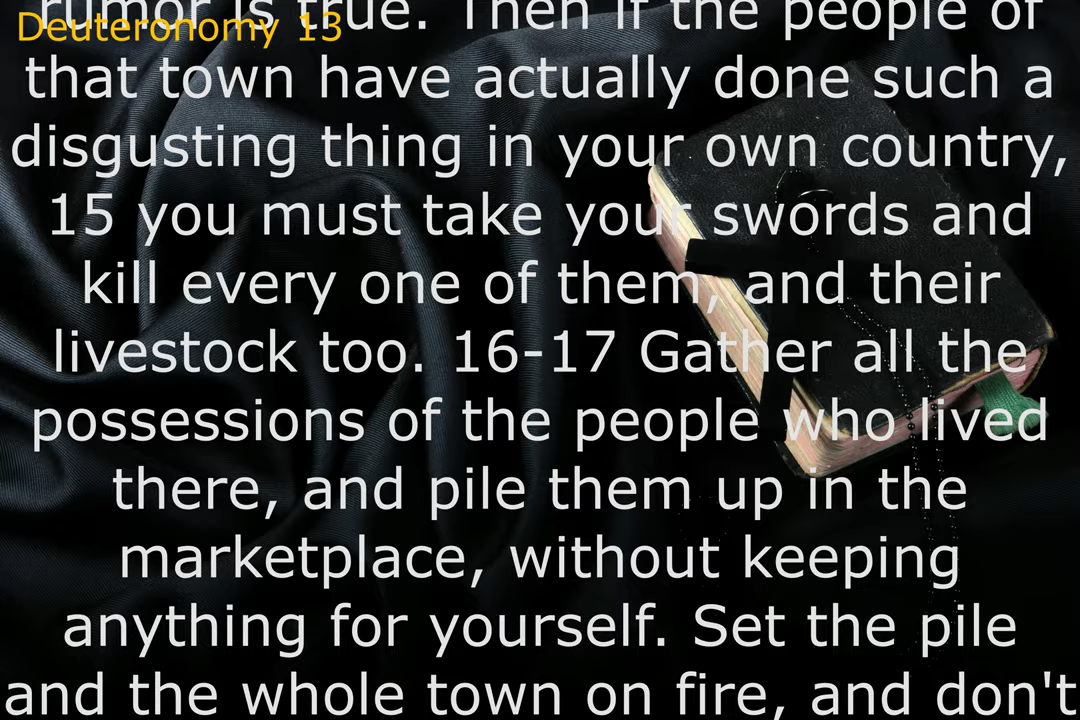 Deuteronomy 13
rumor is true. Then if the people of
that town have actually done such a
disgusting thing in your own country,
15 you must take your swords and
kill every one of them, and their
livestock too. 16-17 Gather all the
possessions of the people who lived
there, and pile them up in the
marketplace, without keeping
anything for yourself. Set the pile
and the whole town on fire, and don't